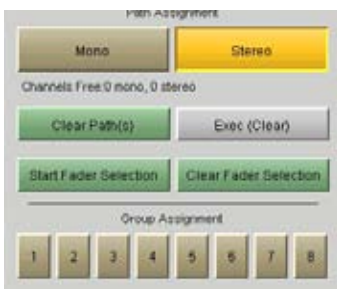 Path Assignment
Mono Stereo
Channels Free:0 mono, 0 stereo
Clear Path(s) Exec (Clear)
Start Fader Selection Clear Fader Selection
Group Assignment
1 2 3 4 5 6 7 8